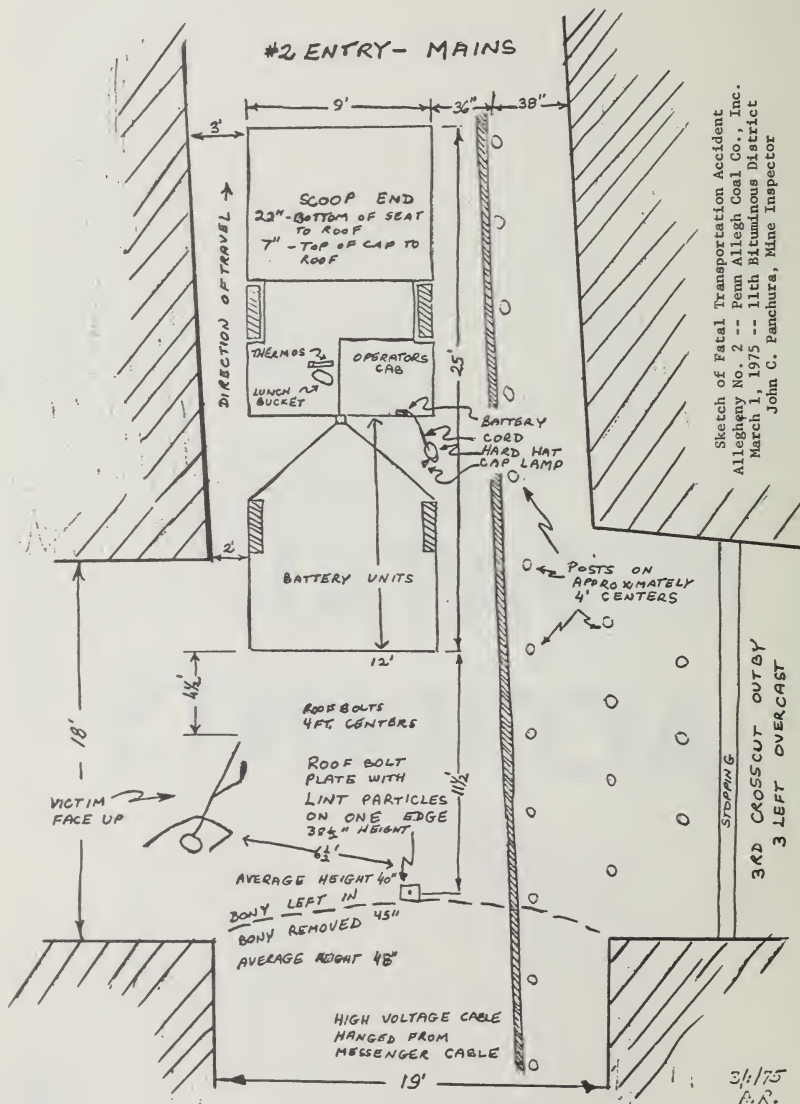 #2 ENTRY- MAINS
9'
36"
38"
3'
DIRECTION OF TRAVEL
SCOOP END
22"-BOTTOM OF SEAT
TO ROOF
7" - TOP OF CAP TO
ROOF
THERMOS
LUNCH
BUCKET
OPERATORS
CAB
25'
BATTERY
CORD
HARD HAT
CAP LAMP
Sketch of Fatal Transportation Accident
Allegheny No. 2 -- Penn Allegh Coal Co., Inc.
March 1, 1975 -- 11th Bituminous District
John C. Panchura, Mine Inspector
2'
BATTERY UNITS
12'
POSTS ON
APPROXIMATELY
4' CENTERS
18'
4½'
ROOF BOLTS
4 FT. CENTERS
ROOF BOLT
PLATE WITH
LINT PARTICLES
ON ONE EDGE
38½" HEIGHT
11½'
VICTIM
FACE UP
6½'
AVERAGE HEIGHT 40"
BONY LEFT IN
BONY REMOVED 45"
AVERAGE HEIGHT 48"
STOPPING
3RD CROSSCUT OUTBY
3 LEFT OVERCAST
HIGH VOLTAGE CABLE
HANGED FROM
MESSENGER CABLE
19'
3/1/75
A.R.